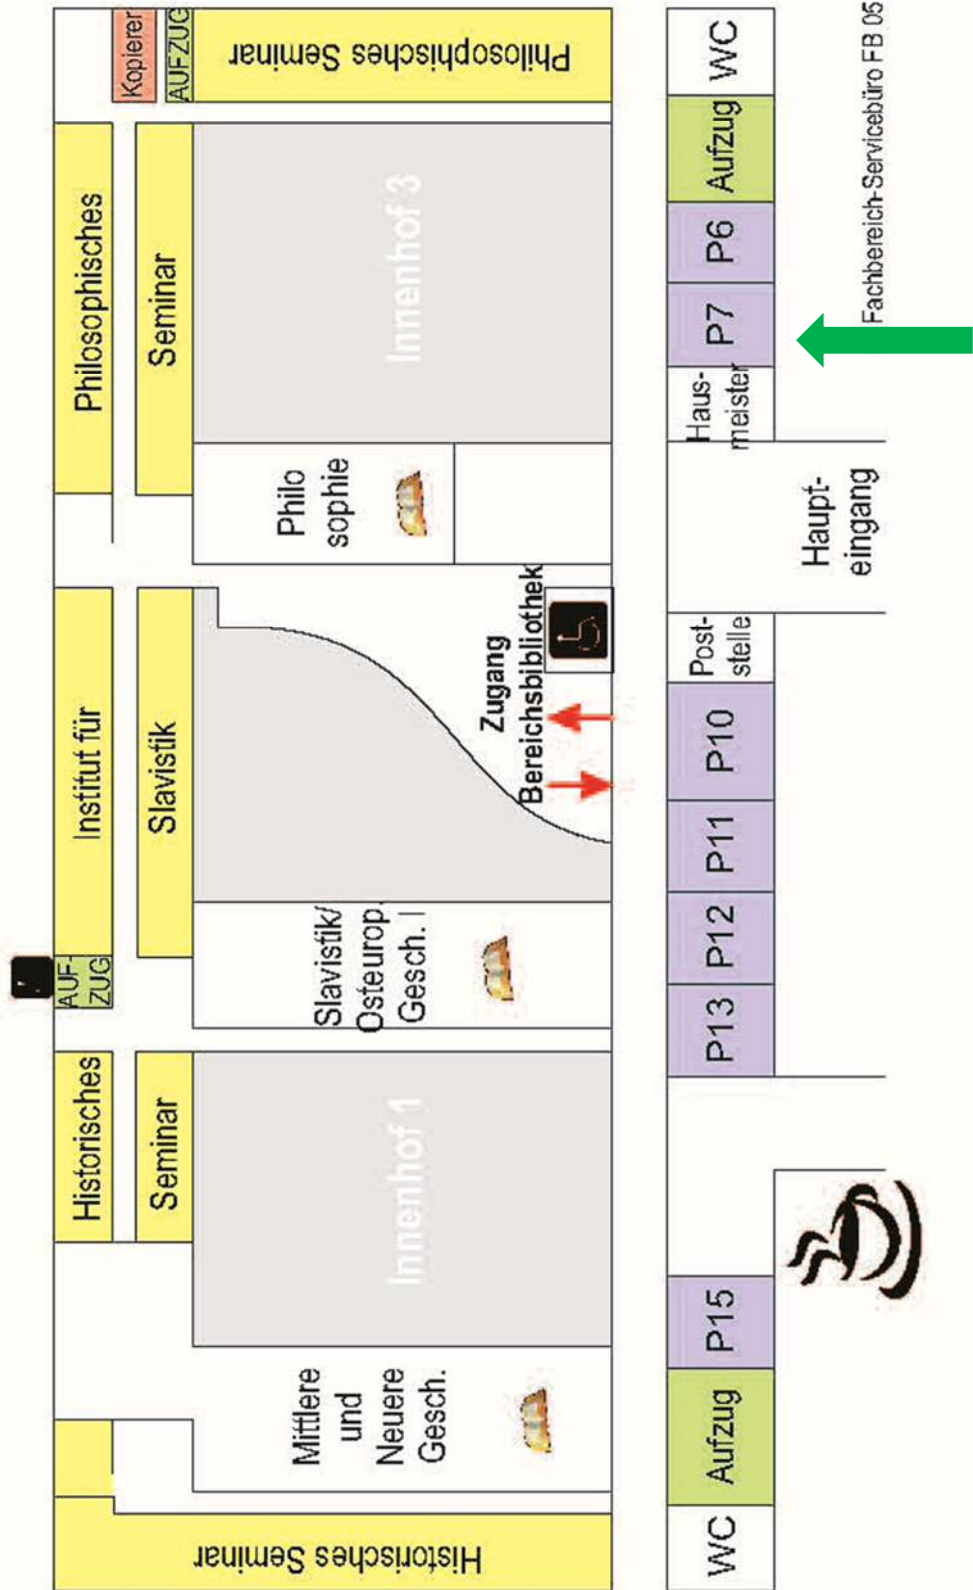 Kopierer
AUFZUG
Philosophisches Seminar
Philosophisches
Seminar
Innenhof 3
Philo
sophie
Institut für
Slavistik
Zugang
Bereichsbibliothek
AUF-
ZUG
Slavistik/
Osteurop.
Gesch. I
Historisches
Seminar
Innenhof 1
Mittlere
und
Neuere
Gesch.
Historisches Seminar
WC
Aufzug
P6
P7
Haus-
meister
Haupt-
eingang
Post-
stelle
P10
P11
P12
P13
P15
Aufzug
WC
Fachbereich-Servicebüro FB 05